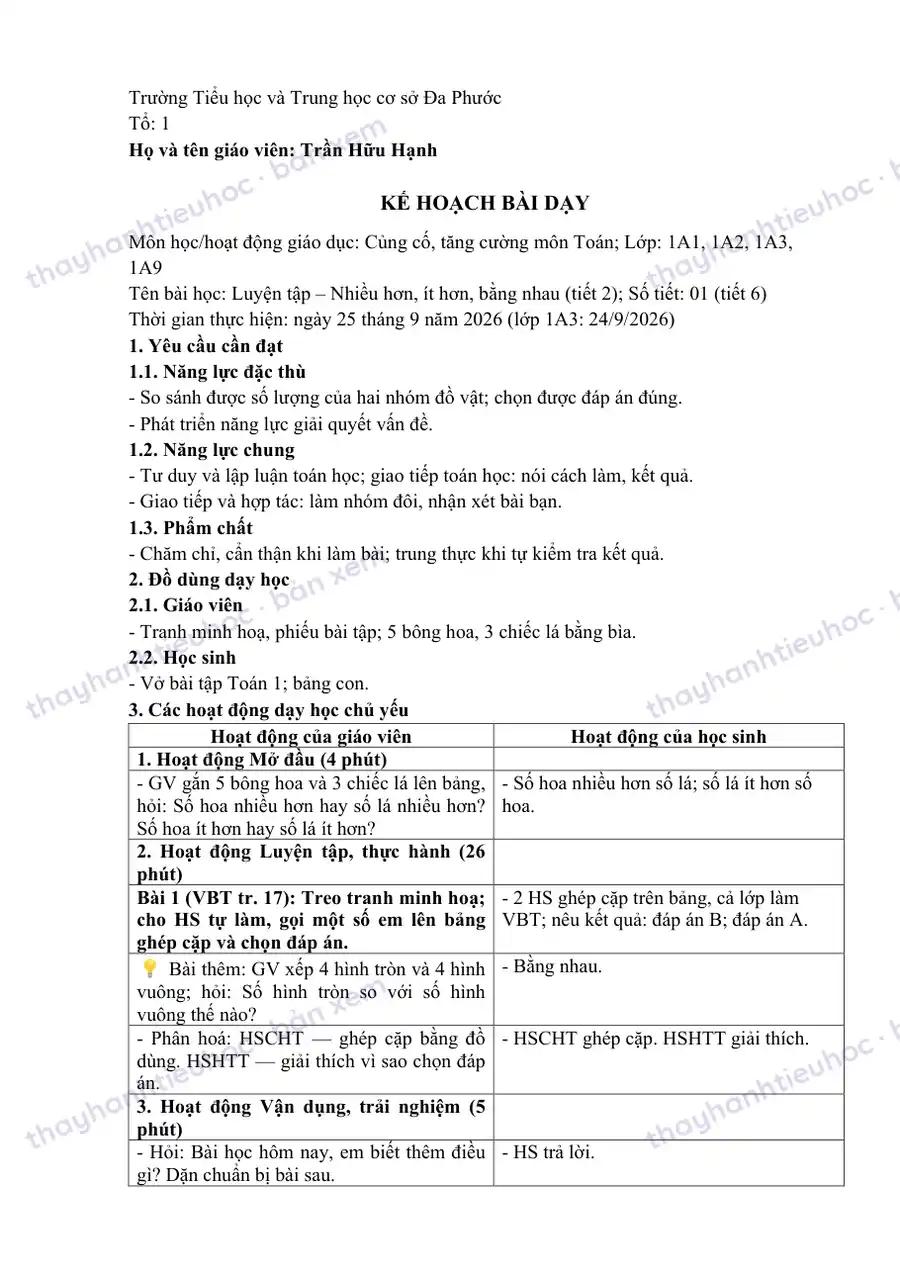 Trường Tiểu học và Trung học cơ sở Đa Phước
Tổ: 1
Họ và tên giáo viên: Trần Hữu Hạnh
KẾ HOẠCH BÀI DẠY
Môn học/hoạt động giáo dục: Củng cố, tăng cường môn Toán; Lớp: 1A1, 1A2, 1A3,
1A9
Tên bài học: Luyện tập – Nhiều hơn, ít hơn, bằng nhau (tiết 2); Số tiết: 01 (tiết 6)
Thời gian thực hiện: ngày 25 tháng 9 năm 2026 (lớp 1A3: 24/9/2026)
1. Yêu cầu cần đạt
1.1. Năng lực đặc thù
- So sánh được số lượng của hai nhóm đồ vật; chọn được đáp án đúng.
- Phát triển năng lực giải quyết vấn đề.
1.2. Năng lực chung
- Tư duy và lập luận toán học; giao tiếp toán học: nói cách làm, kết quả.
- Giao tiếp và hợp tác: làm nhóm đôi, nhận xét bài bạn.
1.3. Phẩm chất
- Chăm chỉ, cẩn thận khi làm bài; trung thực khi tự kiểm tra kết quả.
2. Đồ dùng dạy học
2.1. Giáo viên
- Tranh minh hoạ, phiếu bài tập; 5 bông hoa, 3 chiếc lá bằng bìa.
2.2. Học sinh
- Vở bài tập Toán 1; bảng con.
3. Các hoạt động dạy học chủ yếu
Hoạt động của giáo viên
Hoạt động của học sinh
1. Hoạt động Mở đầu (4 phút)
- GV gắn 5 bông hoa và 3 chiếc lá lên bảng,
hỏi: Số hoa nhiều hơn hay số lá nhiều hơn?
Số hoa ít hơn hay số lá ít hơn?
- Số hoa nhiều hơn số lá; số lá ít hơn số
hoa.
2. Hoạt động Luyện tập, thực hành (26
phút)
Bài 1 (VBT tr. 17): Treo tranh minh hoạ;
cho HS tự làm, gọi một số em lên bảng
ghép cặp và chọn đáp án.
- 2 HS ghép cặp trên bảng, cả lớp làm
VBT; nêu kết quả: đáp án B; đáp án A.
💡 Bài thêm: GV xếp 4 hình tròn và 4 hình
vuông; hỏi: Số hình tròn so với số hình
vuông thế nào?
- Bằng nhau.
- Phân hoá: HSCHT — ghép cặp bằng đồ
dùng. HSHTT — giải thích vì sao chọn đáp
án.
- HSCHT ghép cặp. HSHTT giải thích.
3. Hoạt động Vận dụng, trải nghiệm (5
phút)
- Hỏi: Bài học hôm nay, em biết thêm điều
gì? Dặn chuẩn bị bài sau.
- HS trả lời.
thayhanhtieuhoc · bản xem
thayhanhtieuhoc · b
thayhanhtieuhoc · bản xem
thayhanhtieuhoc · b
thayhanhtieuhoc · bản xem
thayhanhtieuhoc · b